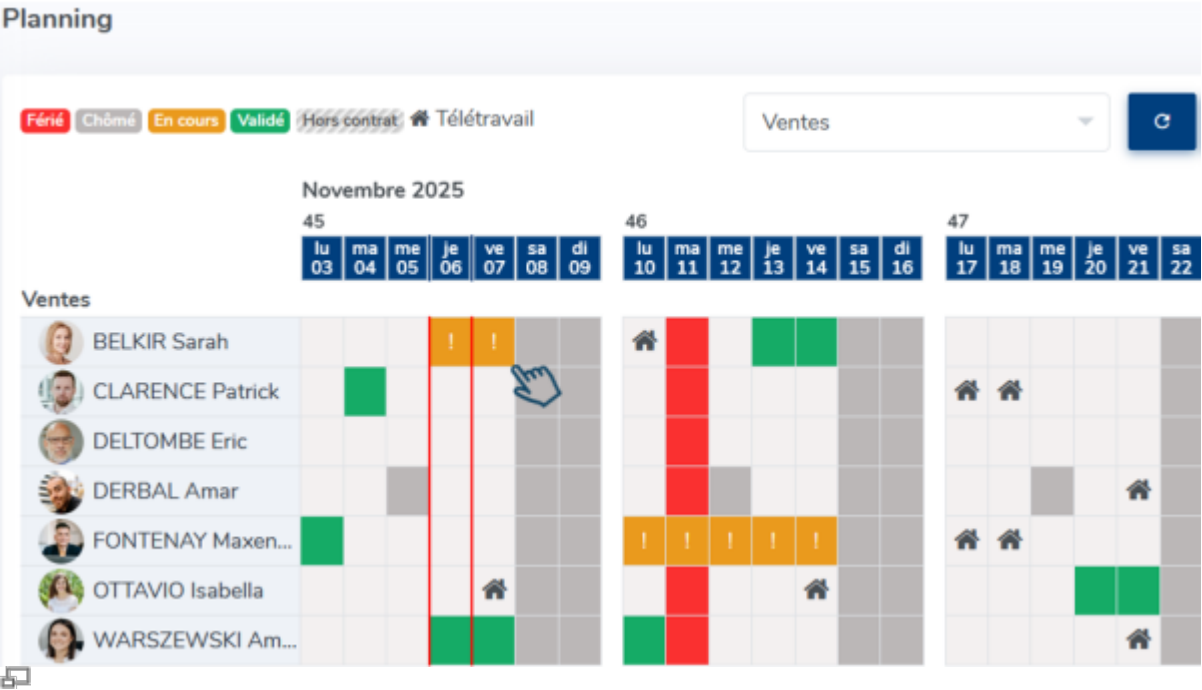 Planning
Férié Chômé En cours Validé Hors contrat Télétravail Ventes
Novembre 2025
45 46 47
lu ma me je ve sa di lu ma me je ve sa di lu ma me je ve sa
03 04 05 06 07 08 09 10 11 12 13 14 15 16 17 18 19 20 21 22
Ventes
BELKIR Sarah ! !
CLARENCE Patrick
DELTOMBE Eric
DERBAL Amar
FONTENAY Maxen... ! ! ! ! !
OTTAVIO Isabella
WARSZEWSKI Am...